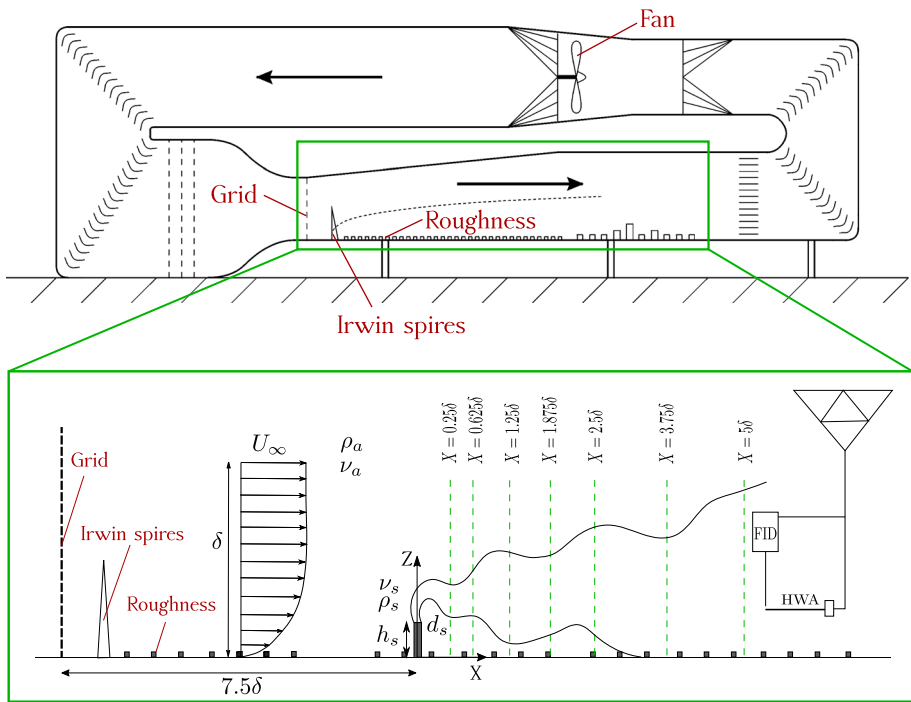 Fan
Grid
Roughness
Irwin spires
X = 0.25δ
X = 0.625δ
X = 1.25δ
X = 1.875δ
X = 2.5δ
X = 3.75δ
X = 5δ
U∞
ρa
νa
Grid
Irwin spires
δ
Roughness
Z
νs
ρs
hs
ds
FID
HWA
X
7.5δ